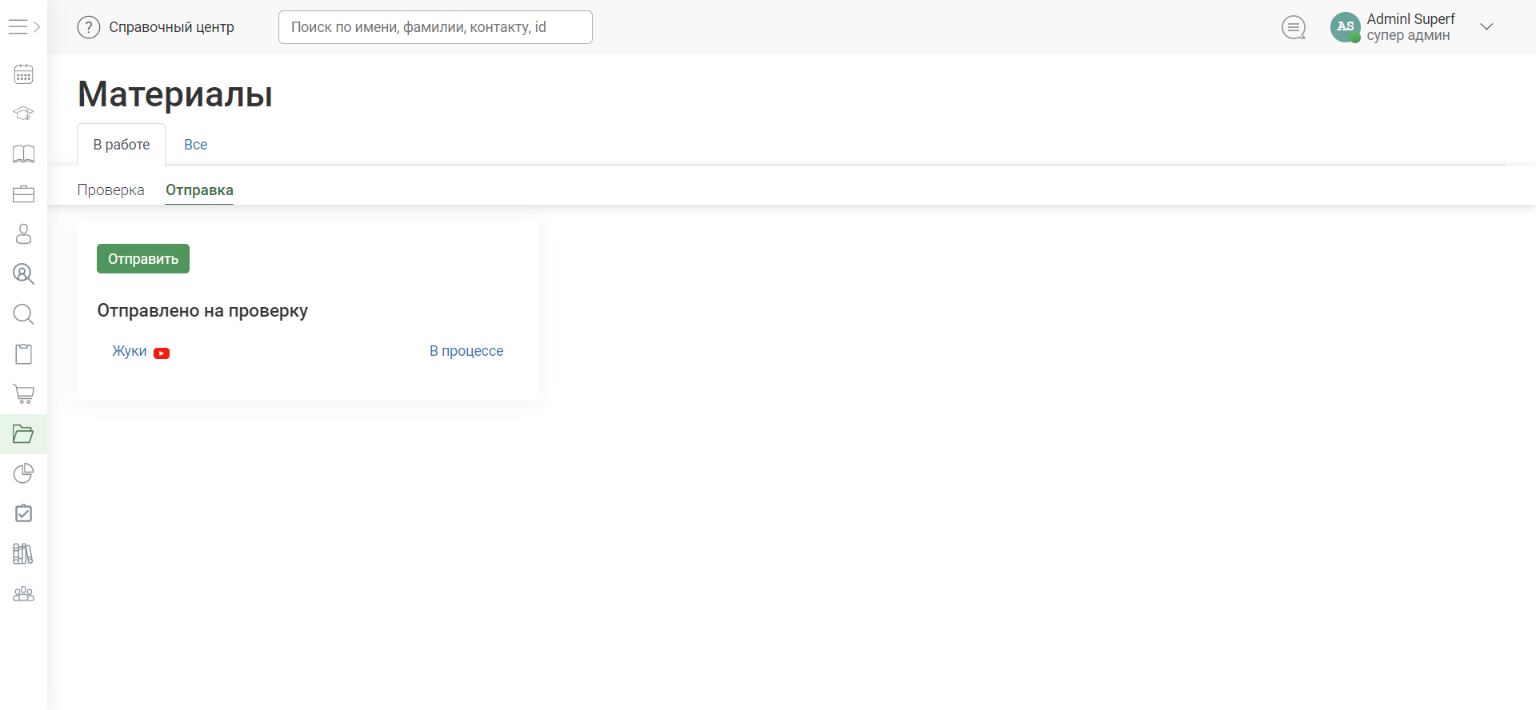 ? Справочный центр
Поиск по имени, фамилии, контакту, id
AS
Adminl Superf
супер админ
Материалы
В работе
Все
Проверка
Отправка
Отправить
Отправлено на проверку
Жуки
В процессе